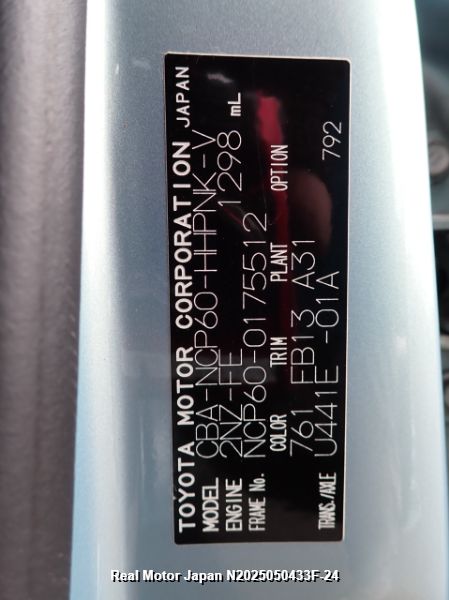 TOYOTA MOTOR CORPORATION JAPAN
MODEL CBA-NCP60-HHPNK-V
ENGINE 2NZ-FE 1298 mL
FRAME No. NCP60-0175512
COLOR TRIM PLANT OPTION
761 FB13 A31
TRANS./AXLE U441E -01A 792
Real Motor Japan N2025050433F-24